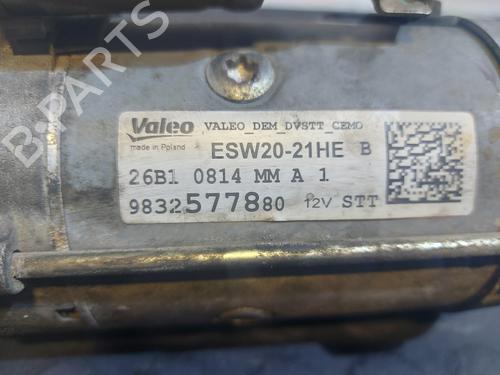 Valeo VALEO_DEM_DVSTT_CEMO
made in Poland ESW20-21HE B
26B1 0814 MM A 1
9832577880 12V STT
B-PARTS